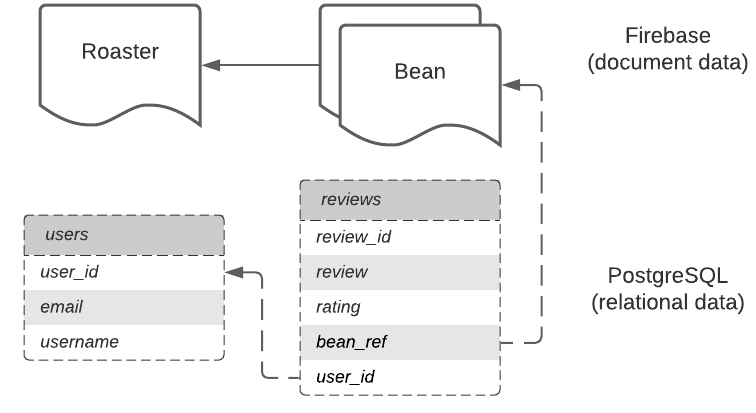 Roaster
Bean
Firebase
(document data)
users
user_id
email
username
reviews
review_id
review
rating
bean_ref
user_id
PostgreSQL
(relational data)